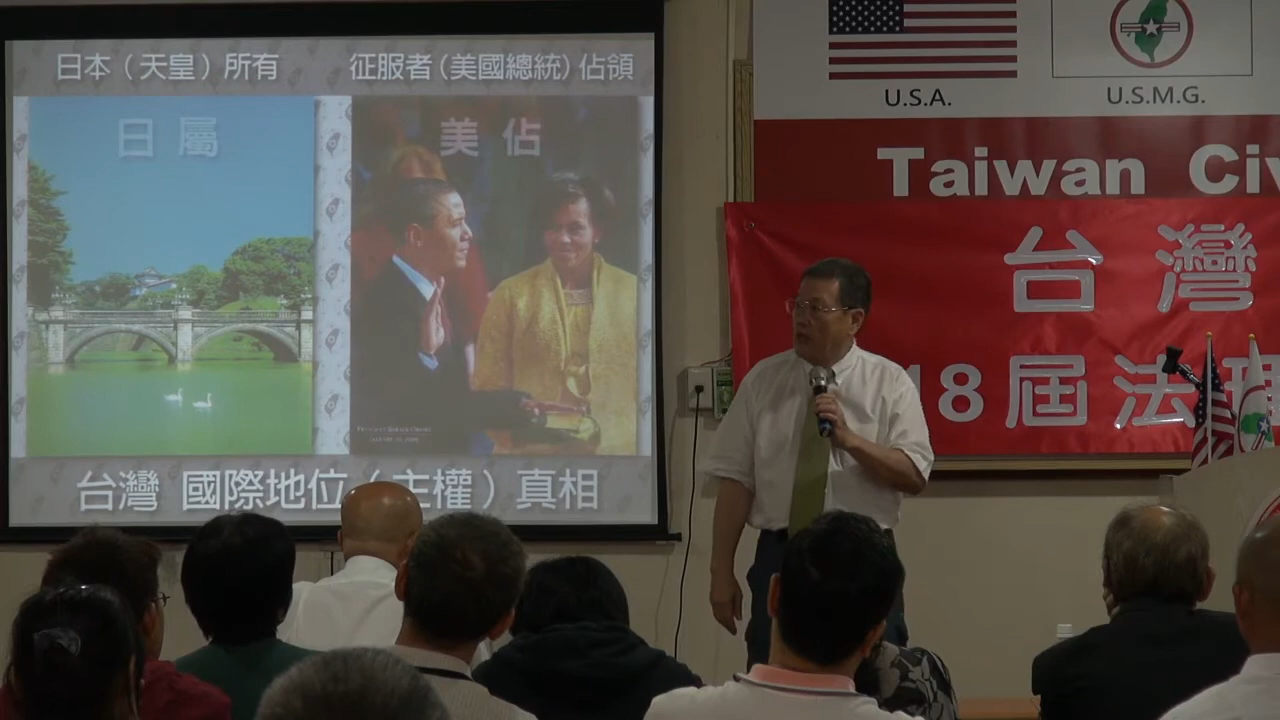 日本（天皇）所有
征服者（美國總統）佔領
日屬
美佔
台灣 國際地位（主權）真相
U.S.A.
U.S.M.G.
Taiwan Civ
台灣
18屆法理